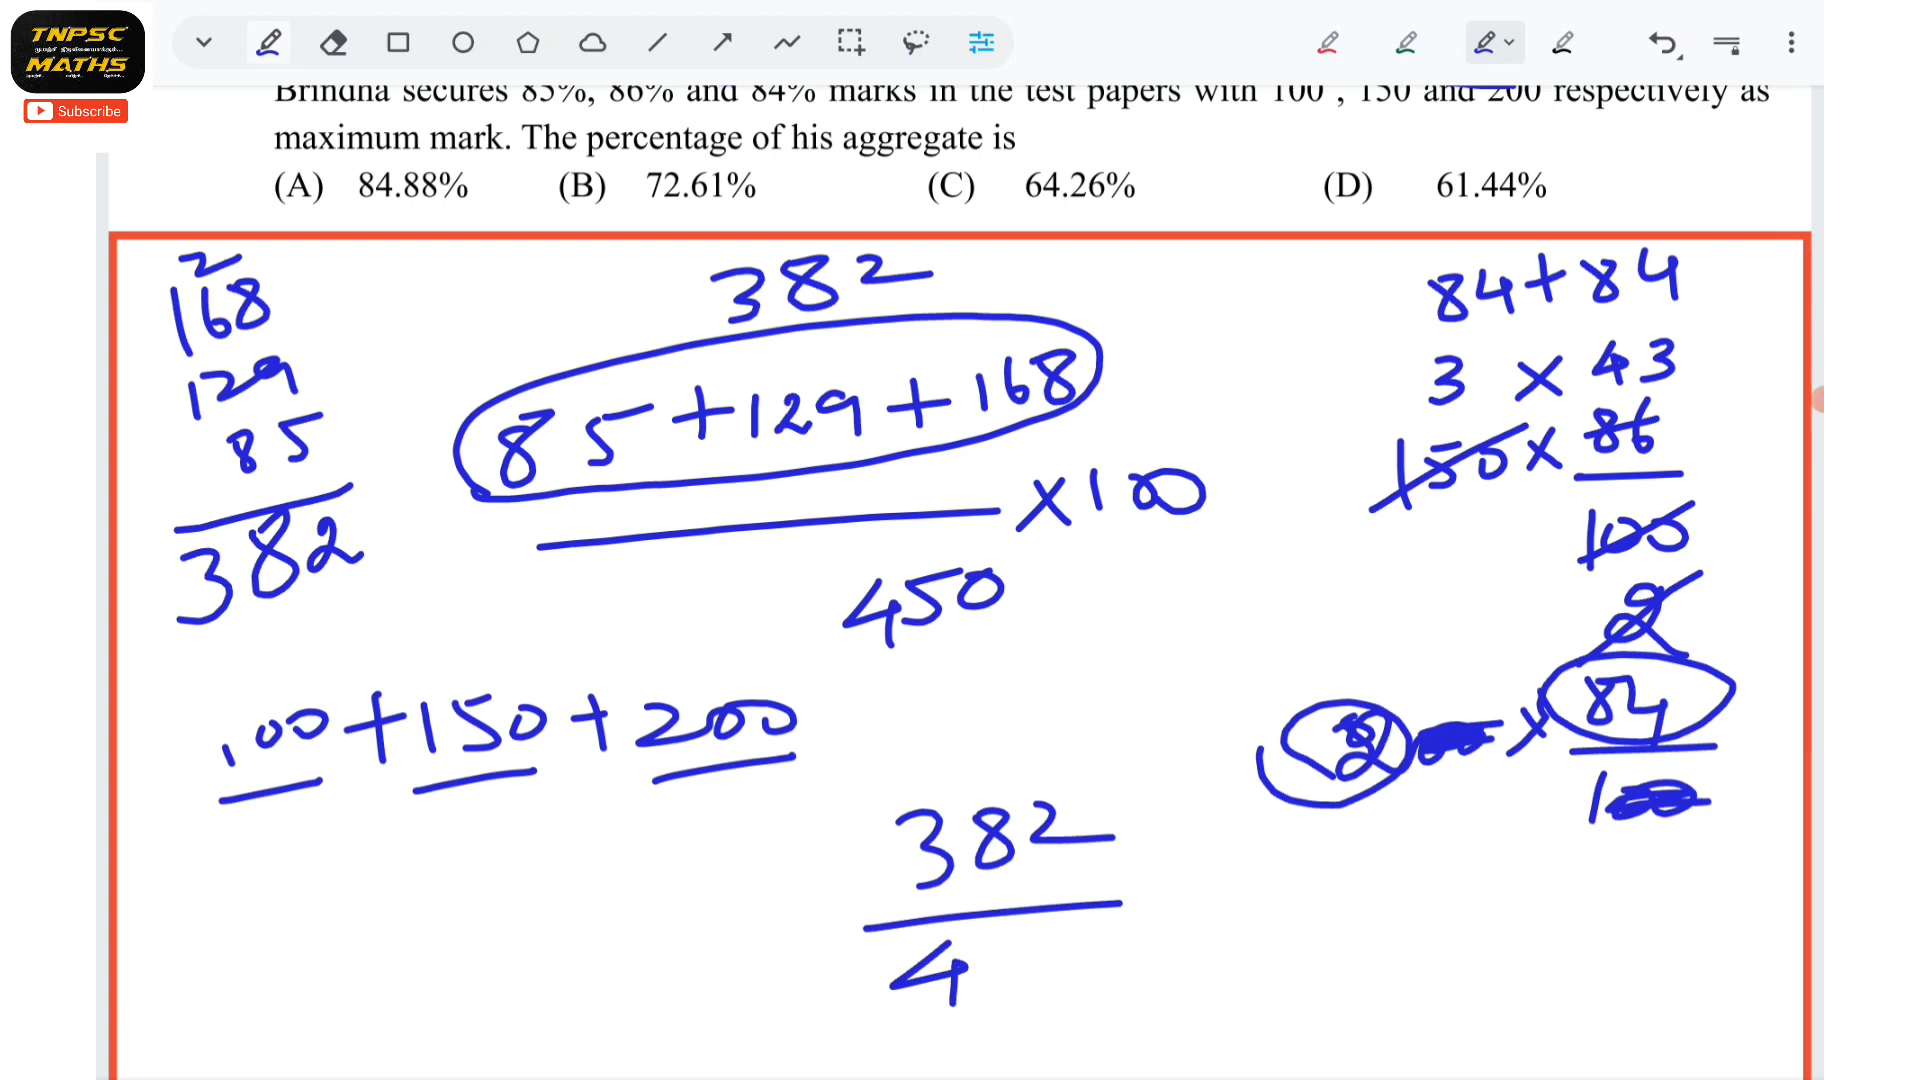 TNPSC
MATHS
Subscribe
Brindha secures 85%, 86% and 84% marks in the test papers with 100 , 150 and 200 respectively as
maximum mark. The percentage of his aggregate is
(A) 84.88% (B) 72.61% (C) 64.26% (D) 61.44%
2
168
129
85
382
382
85+129+168
450
×100
100+150+200
382
4
84+84
3 × 43
150×86
100
2
2 × 84
100